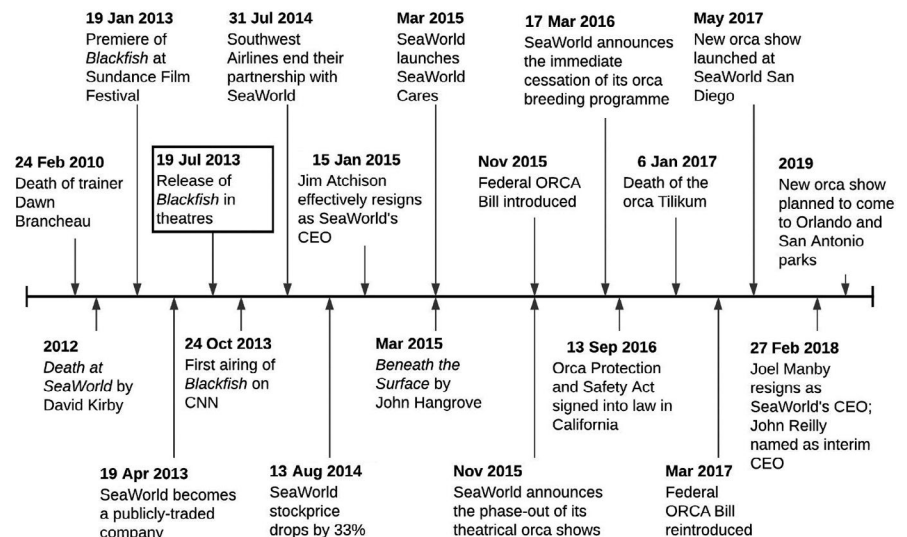 19 Jan 2013
Premiere of
Blackfish at
Sundance Film
Festival
31 Jul 2014
Southwest
Airlines end their
partnership with
SeaWorld
Mar 2015
SeaWorld
launches
SeaWorld
Cares
17 Mar 2016
SeaWorld announces
the immediate
cessation of its orca
breeding programme
May 2017
New orca show
launched at
SeaWorld San
Diego
24 Feb 2010
Death of trainer
Dawn
Brancheau
19 Jul 2013
Release of
Blackfish in
theatres
15 Jan 2015
Jim Atchison
effectively resigns
as SeaWorld's
CEO
Nov 2015
Federal ORCA
Bill introduced
6 Jan 2017
Death of the
orca Tilikum
2019
New orca show
planned to come
to Orlando and
San Antonio
parks
2012
Death at
SeaWorld by
David Kirby
24 Oct 2013
First airing of
Blackfish on
CNN
Mar 2015
Beneath the
Surface by
John Hangrove
13 Sep 2016
Orca Protection
and Safety Act
signed into law in
California
27 Feb 2018
Joel Manby
resigns as
SeaWorld's CEO;
John Reilly
named as interim
CEO
19 Apr 2013
SeaWorld becomes
a publicly-traded
company
13 Aug 2014
SeaWorld
stockprice
drops by 33%
Nov 2015
SeaWorld announces
the phase-out of its
theatrical orca shows
Mar 2017
Federal
ORCA Bill
reintroduced